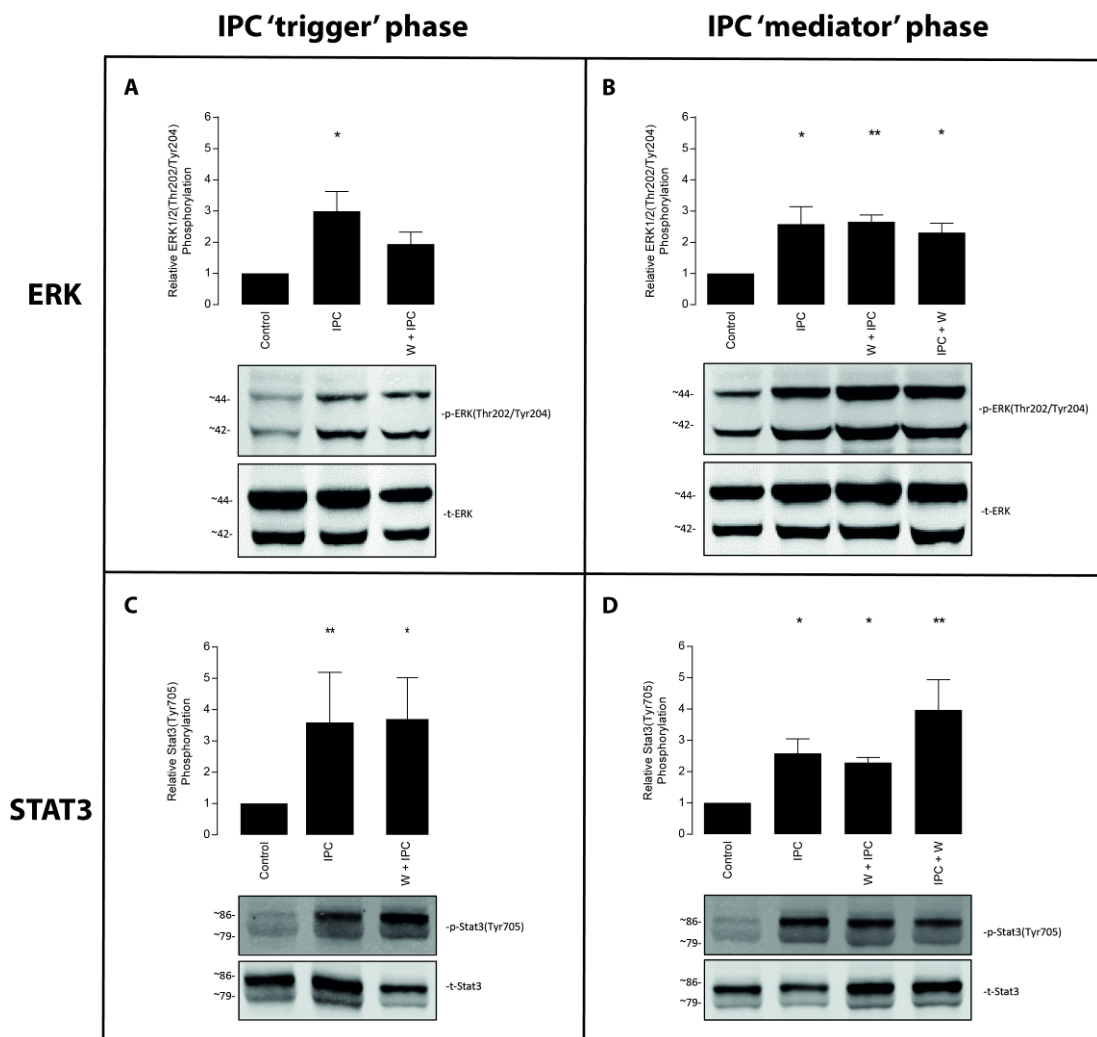 IPC ‘trigger’ phase
IPC ‘mediator’ phase
ERK
STAT3
A
Relative ERK1/2(Thr202/Tyr204)
Phosphorylation
6
5
4
3
2
1
0
*
Control
IPC
W + IPC
~44-
~42-
-p-ERK(Thr202/Tyr204)
~44-
~42-
-t-ERK
B
Relative ERK1/2(Thr202/Tyr204)
Phosphorylation
6
5
4
3
2
1
0
*
**
*
Control
IPC
W + IPC
IPC + W
~44-
~42-
-p-ERK(Thr202/Tyr204)
~44-
~42-
-t-ERK
C
Relative Stat3(Tyr705)
Phosphorylation
6
5
4
3
2
1
0
**
*
Control
IPC
W + IPC
~86-
~79-
-p-Stat3(Tyr705)
~86-
~79-
-t-Stat3
D
Relative Stat3(Tyr705)
Phosphorylation
6
5
4
3
2
1
0
*
*
**
Control
IPC
W + IPC
IPC + W
~86-
~79-
-p-Stat3(Tyr705)
~86-
~79-
-t-Stat3